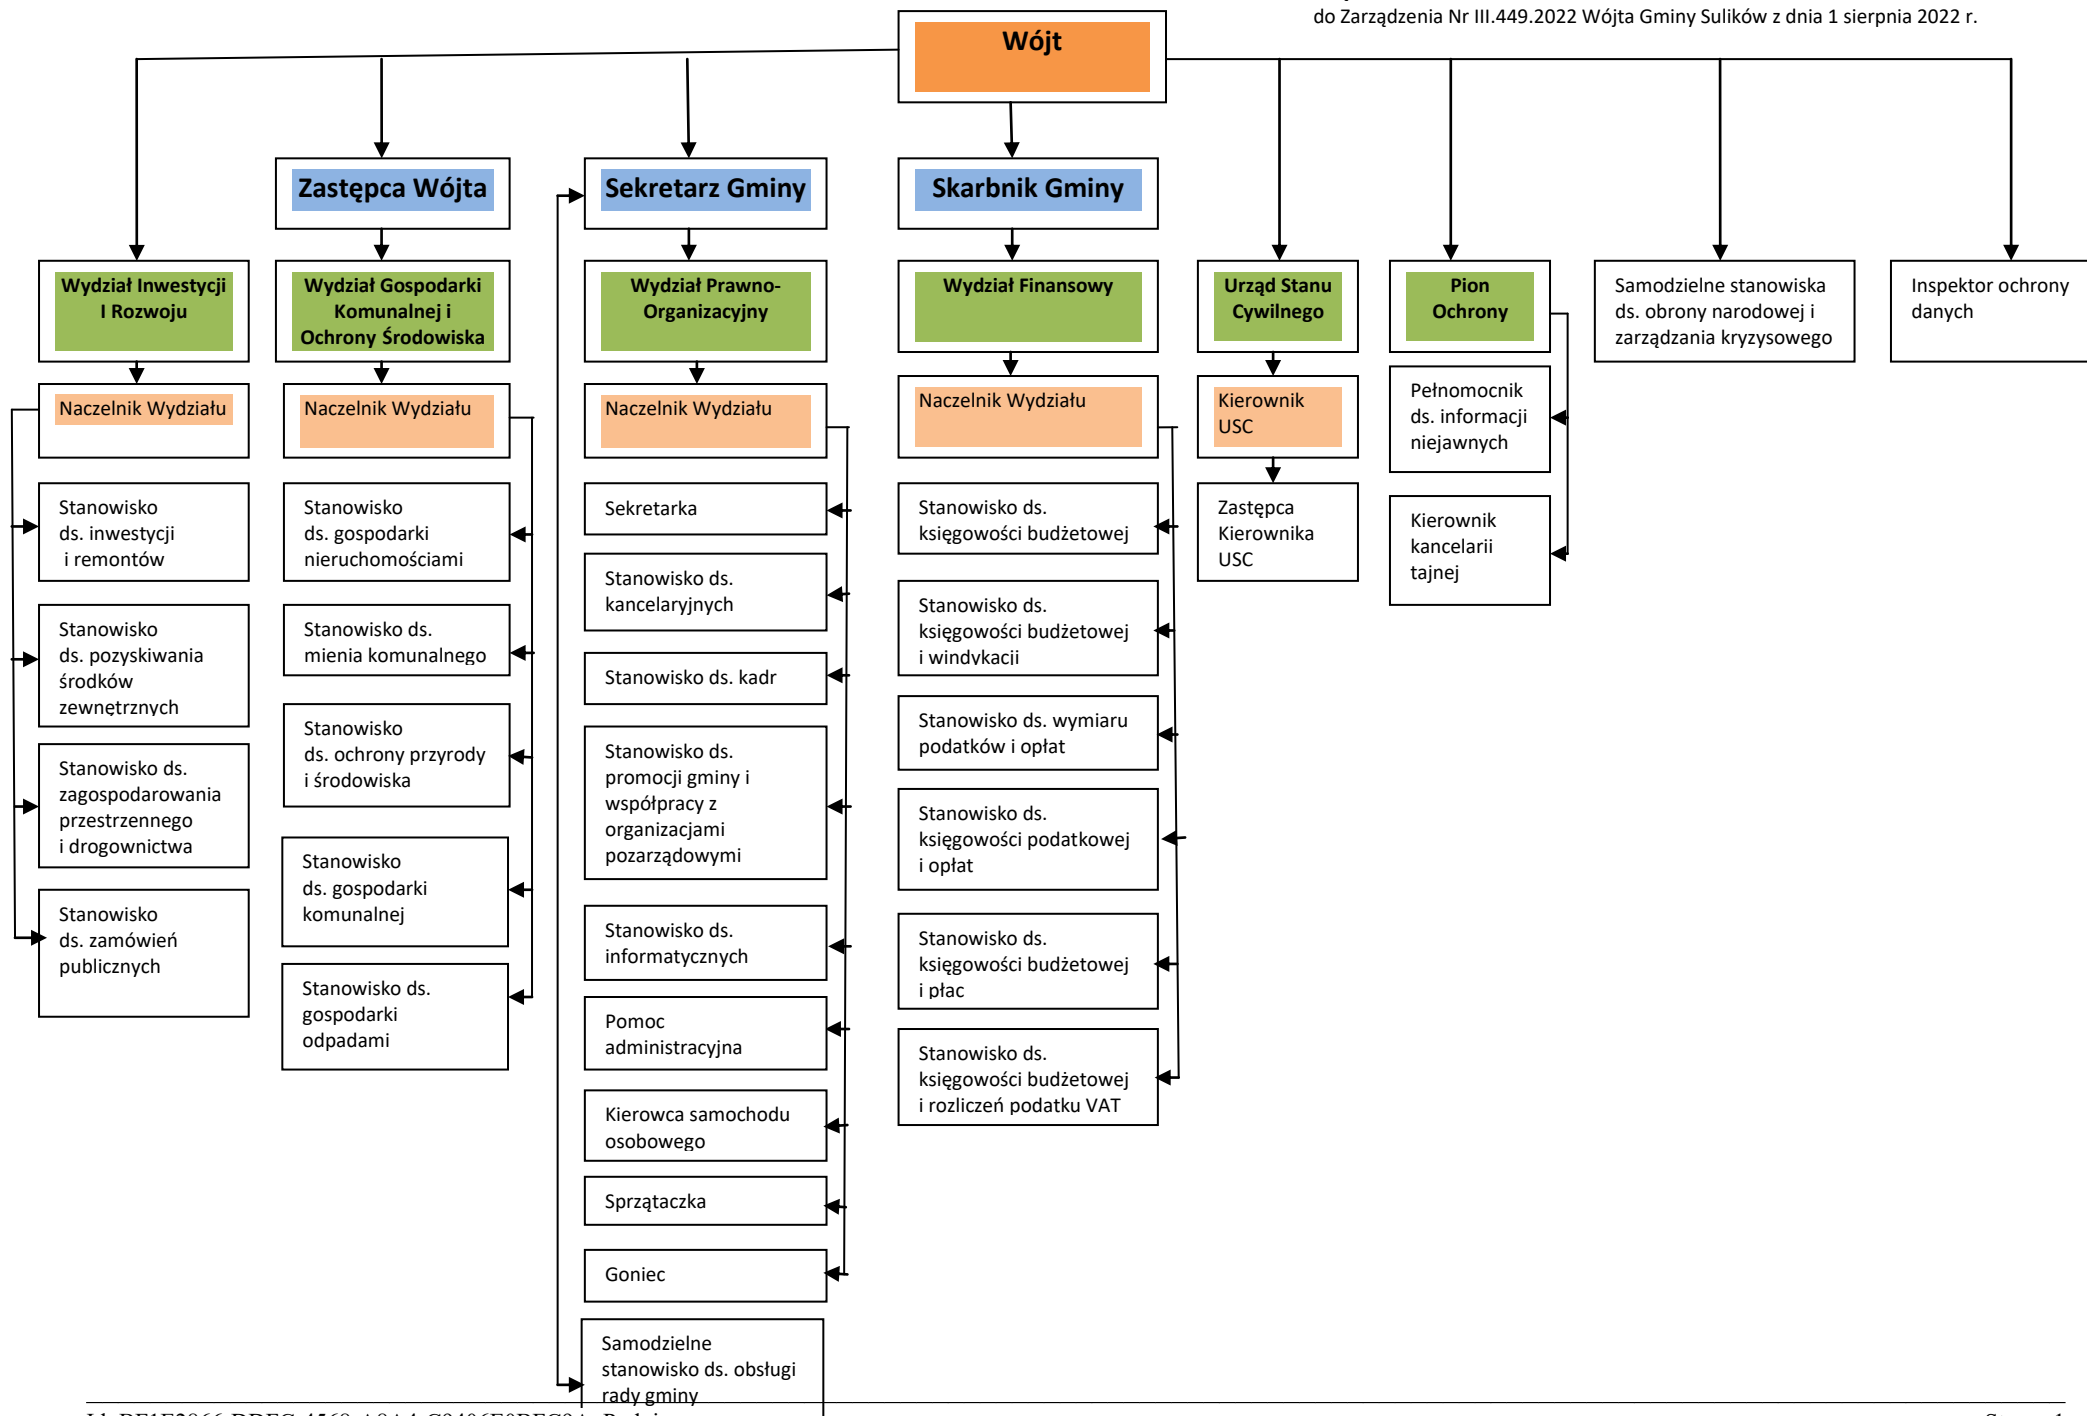 do Zarządzenia Nr III.449.2022 Wójta Gminy Sulików z dnia 1 sierpnia 2022 r.
Wójt
Zastępca Wójta
Sekretarz Gminy
Skarbnik Gminy
Wydział Inwestycji
I Rozwoju
Wydział Gospodarki
Komunalnej i
Ochrony Środowiska
Wydział Prawno-
Organizacyjny
Wydział Finansowy
Urząd Stanu
Cywilnego
Pion
Ochrony
Samodzielne stanowiska
ds. obrony narodowej i
zarządzania kryzysowego
Inspektor ochrony
danych
Naczelnik Wydziału
Naczelnik Wydziału
Naczelnik Wydziału
Naczelnik Wydziału
Kierownik
USC
Pełnomocnik
ds. informacji
niejawnych
Stanowisko
ds. inwestycji
i remontów
Stanowisko
ds. pozyskiwania
środków
zewnętrznych
Stanowisko ds.
zagospodarowania
przestrzennego
i drogownictwa
Stanowisko
ds. zamówień
publicznych
Stanowisko
ds. gospodarki
nieruchomościami
Stanowisko ds.
mienia komunalnego
Stanowisko
ds. ochrony przyrody
i środowiska
Stanowisko
ds. gospodarki
komunalnej
Stanowisko ds.
gospodarki
odpadami
Sekretarka
Stanowisko ds.
kancelaryjnych
Stanowisko ds. kadr
Stanowisko ds.
promocji gminy i
współpracy z
organizacjami
pozarządowymi
Stanowisko ds.
informatycznych
Pomoc
administracyjna
Kierowca samochodu
osobowego
Sprzątaczka
Goniec
Samodzielne
stanowisko ds. obsługi
rady gminy
Stanowisko ds.
księgowości budżetowej
Stanowisko ds.
księgowości budżetowej
i windykacji
Stanowisko ds. wymiaru
podatków i opłat
Stanowisko ds.
księgowości podatkowej
i opłat
Stanowisko ds.
księgowości budżetowej
i płac
Stanowisko ds.
księgowości budżetowej
i rozliczeń podatku VAT
Zastępca
Kierownika
USC
Kierownik
kancelarii
tajnej